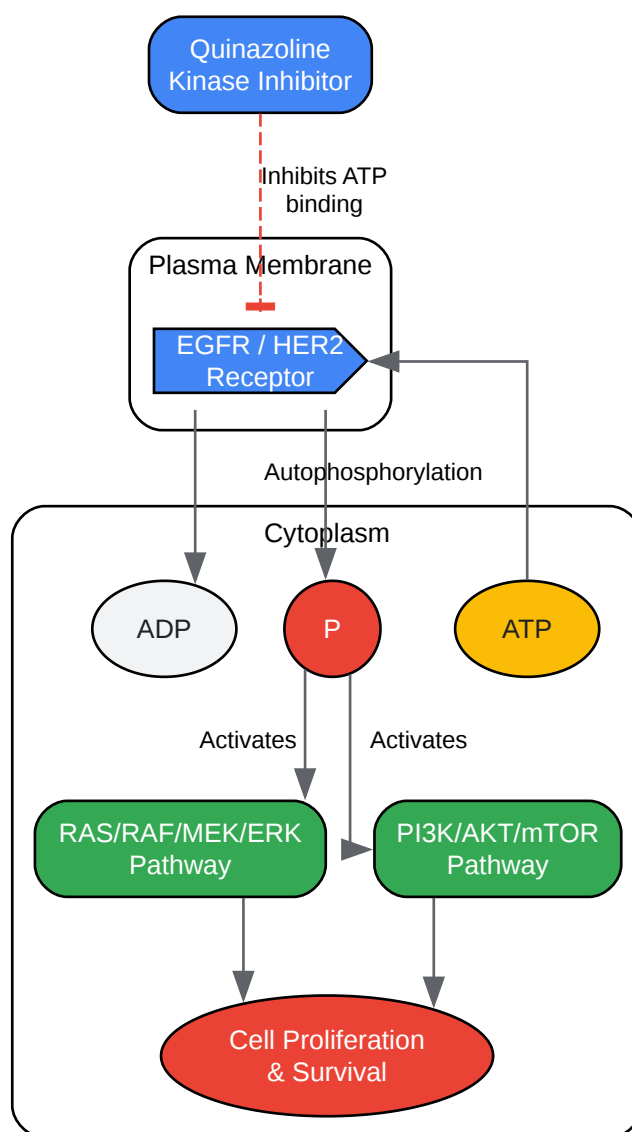 Quinazoline
Kinase Inhibitor
Inhibits ATP
binding
Plasma Membrane
EGFR / HER2
Receptor
Autophosphorylation
Cytoplasm
ADP
P
ATP
Activates
Activates
RAS/RAF/MEK/ERK
Pathway
PI3K/AKT/mTOR
Pathway
Cell Proliferation
& Survival